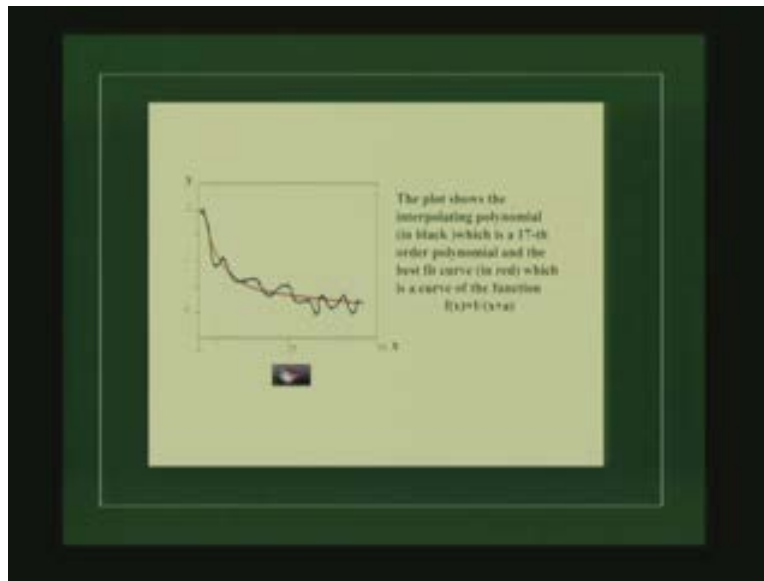 Y
The plot shows the
interpolating polynomial
(in black )which is a 17-th
order polynomial and the
best fit curve (in red) which
is a curve of the function
f(x)=1/(x+a)
X